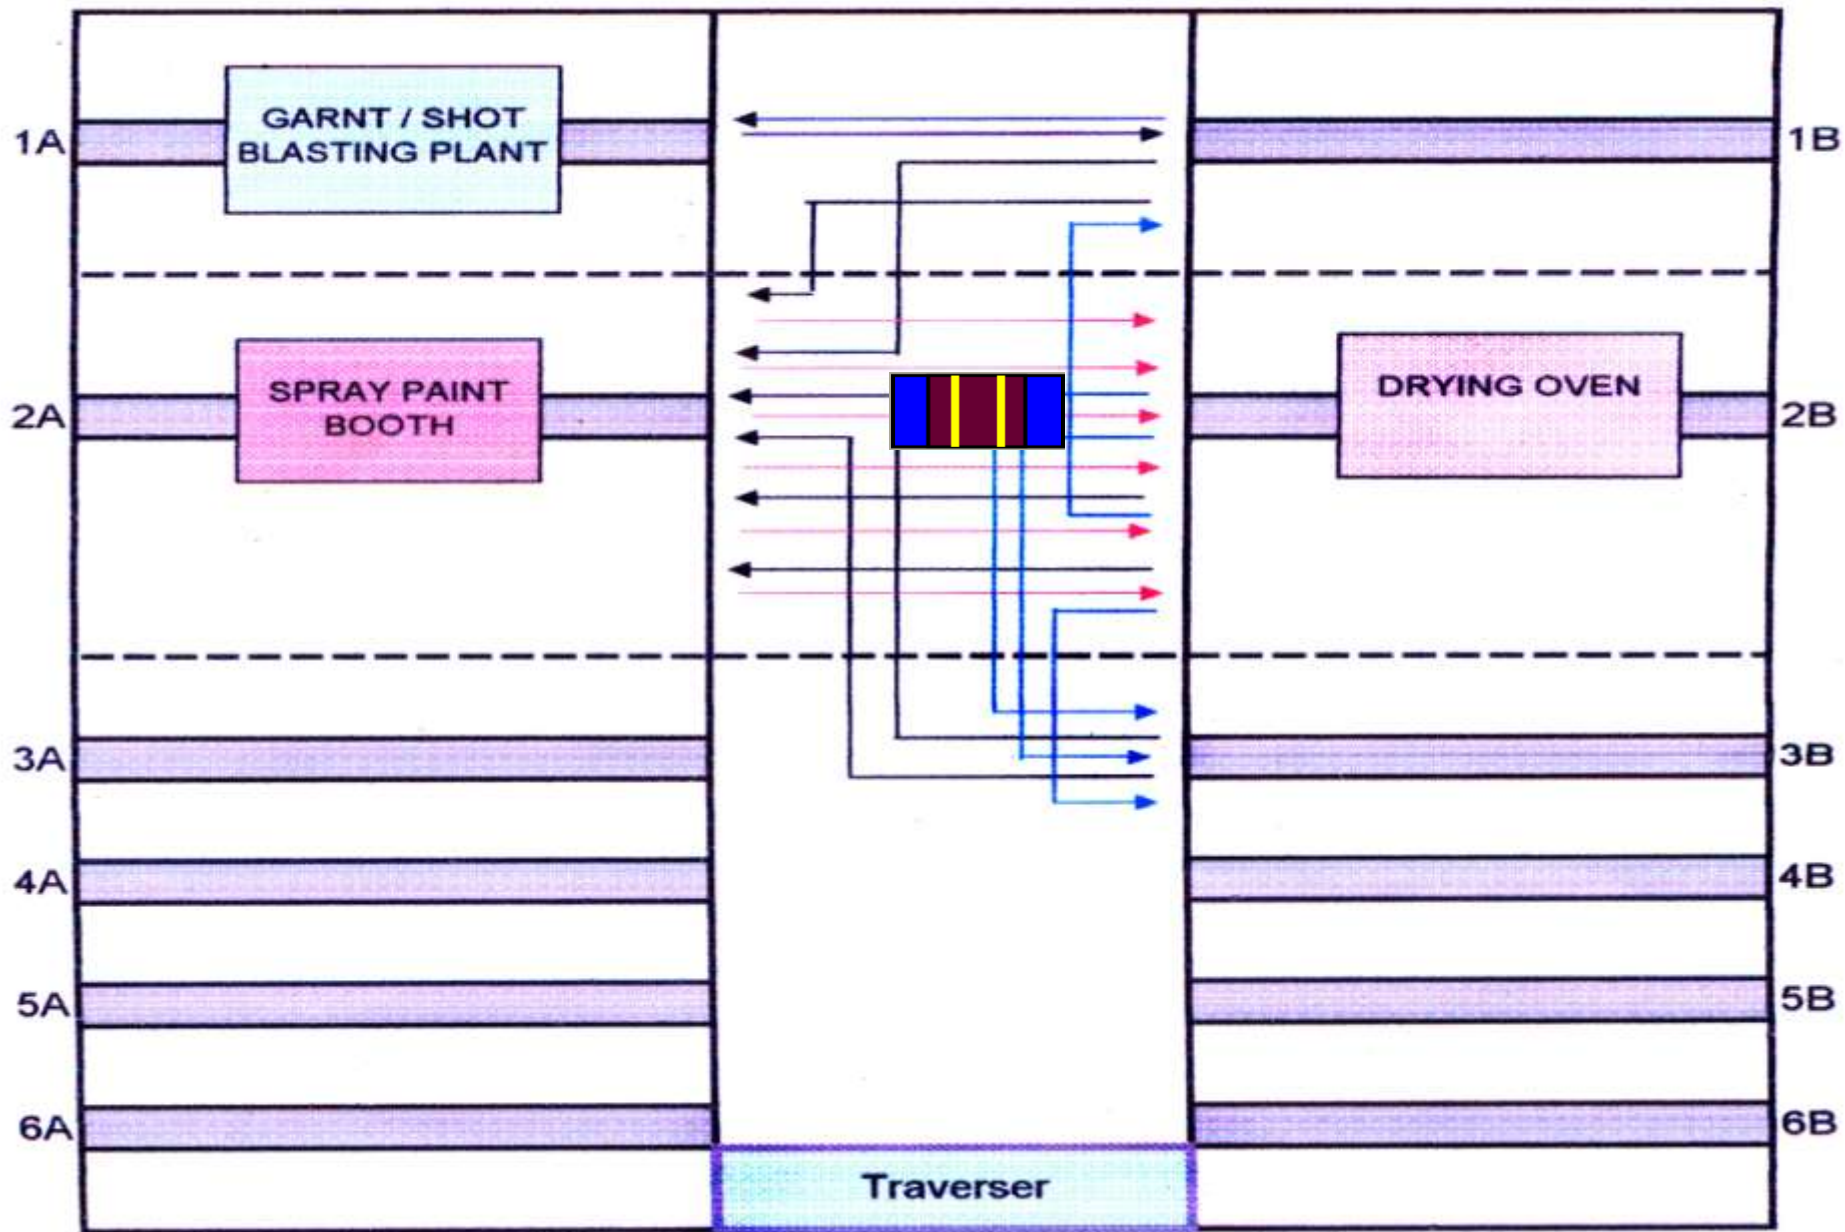 GARNT / SHOT
BLASTING PLANT
1A
1B
SPRAY PAINT
BOOTH
DRYING OVEN
2A
2B
3A
3B
4A
4B
5A
5B
6A
6B
Traverser